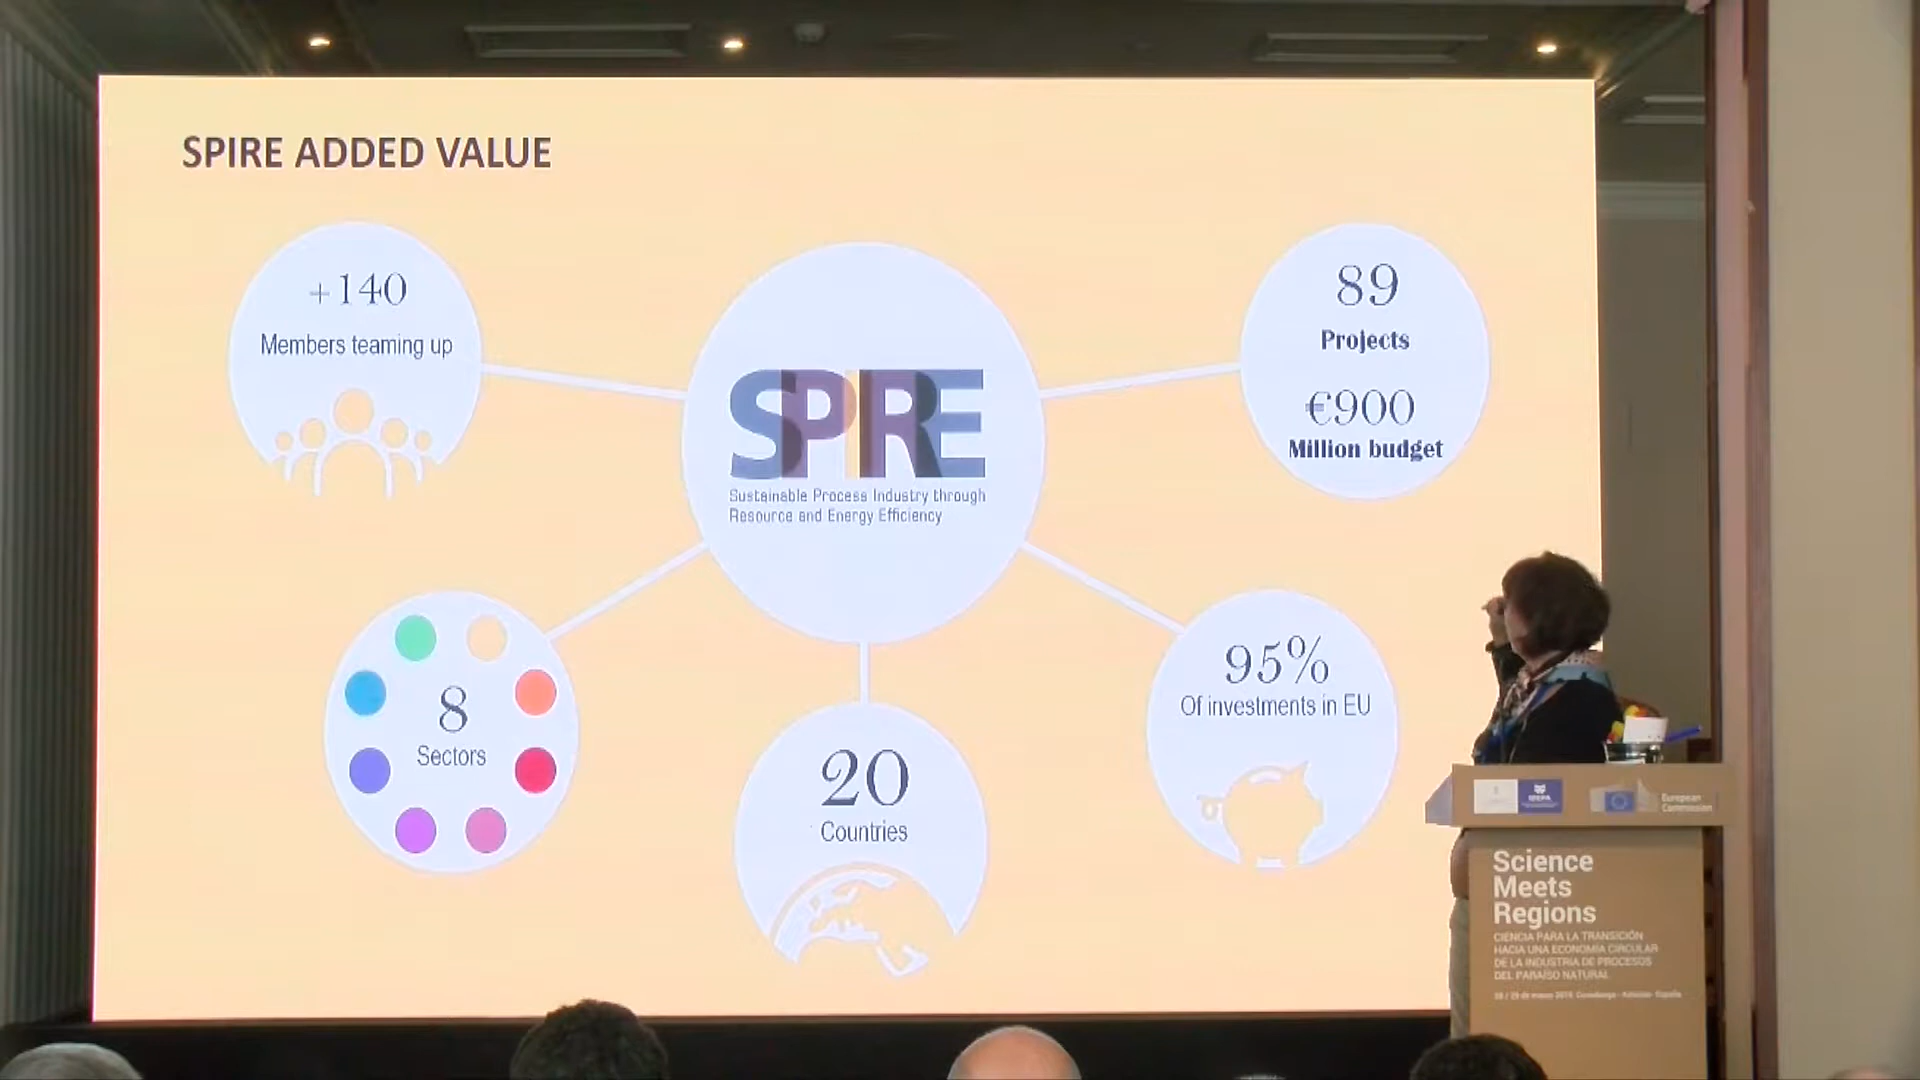 SPIRE ADDED VALUE
+140
Members teaming up
89
Projects
€900
Million budget
SPIRE
Sustainable Process Industry through
Resource and Energy Efficiency
8
Sectors
20
Countries
95%
Of investments in EU
European
Commission
Science
Meets
Regions
CIENCIA PARA LA TRANSICIÓN
HACIA UNA ECONOMÍA CIRCULAR
DE LA INDUSTRIA DE PROCESOS
DEL PARAÍSO NATURAL